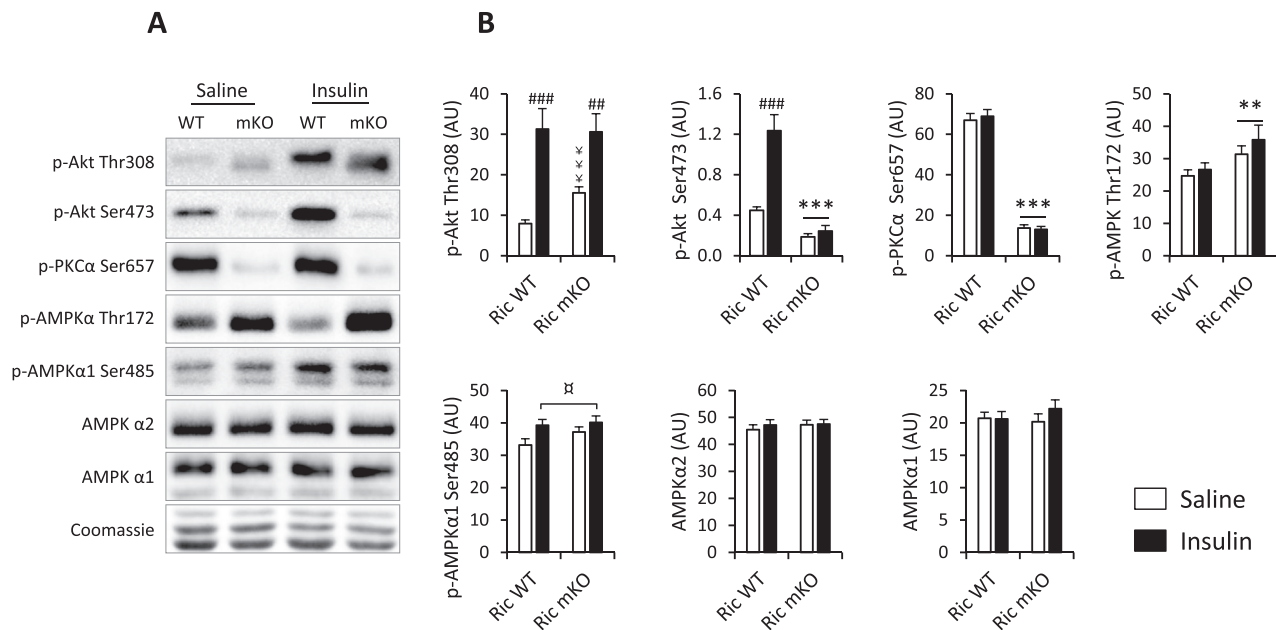 A
B
Saline
Insulin
WT
mKO
WT
mKO
p-Akt Thr308
p-Akt Ser473
p-PKCα Ser657
p-AMPKα Thr172
p-AMPKα1 Ser485
AMPK α2
AMPK α1
Coomassie
p-Akt Thr308 (AU)
40
30
20
10
0
###
¥
¥
¥
##
Ric WT
Ric mKO
p-Akt Ser473 (AU)
1.6
1.2
0.8
0.4
0.0
###
***
Ric WT
Ric mKO
p-PKCα Ser657 (AU)
80
60
40
20
0
***
Ric WT
Ric mKO
p-AMPK Thr172 (AU)
50
40
30
20
10
0
**
Ric WT
Ric mKO
p-AMPKα1 Ser485 (AU)
50
40
30
20
10
0
¤
Ric WT
Ric mKO
AMPKα2 (AU)
60
50
40
30
20
10
0
Ric WT
Ric mKO
AMPKα1 (AU)
25
20
15
10
5
0
Ric WT
Ric mKO
Saline
Insulin